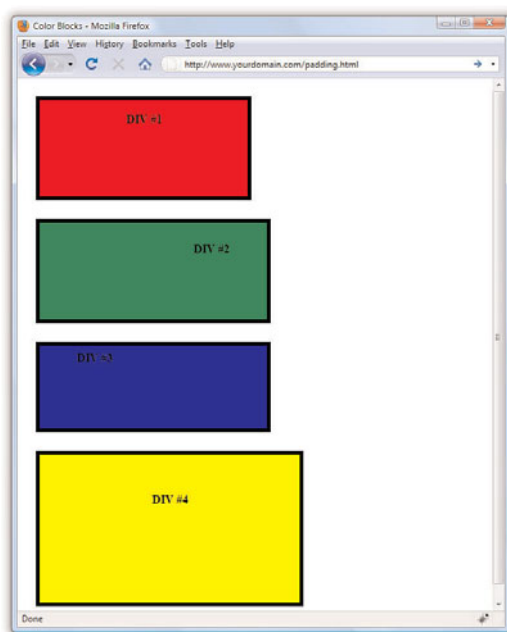 Color Blocks - Mozilla Firefox
File Edit View History Bookmarks Tools Help
http://www.yourdomain.com/padding.html
DIV #1
DIV #2
DIV #3
DIV #4
Done